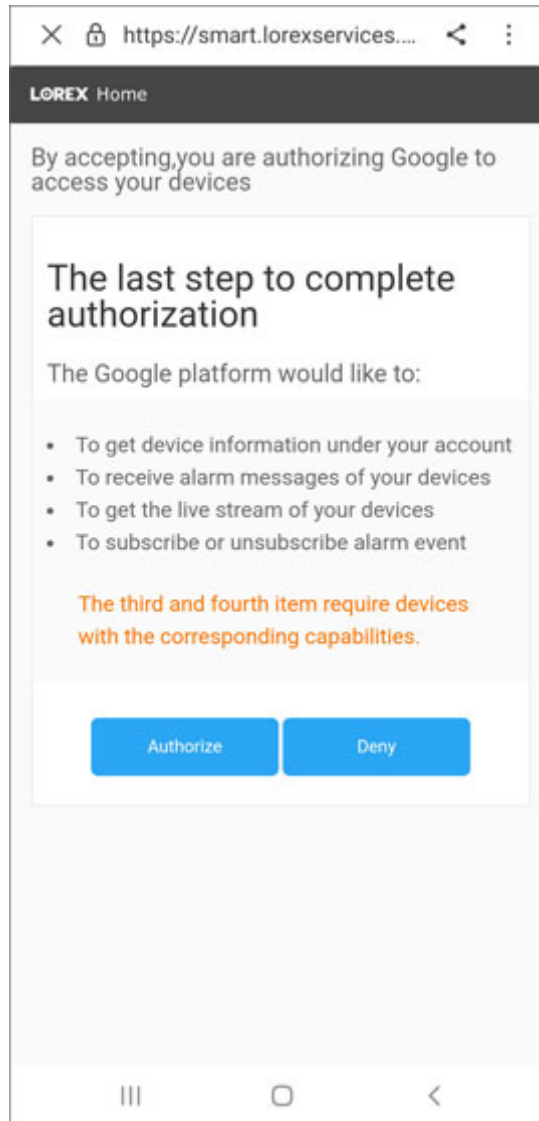 https://smart.lorexservices....
LOREX Home
By accepting,you are authorizing Google to
access your devices
The last step to complete
authorization
The Google platform would like to:
• To get device information under your account
• To receive alarm messages of your devices
• To get the live stream of your devices
• To subscribe or unsubscribe alarm event
The third and fourth item require devices
with the corresponding capabilities.
Authorize Deny